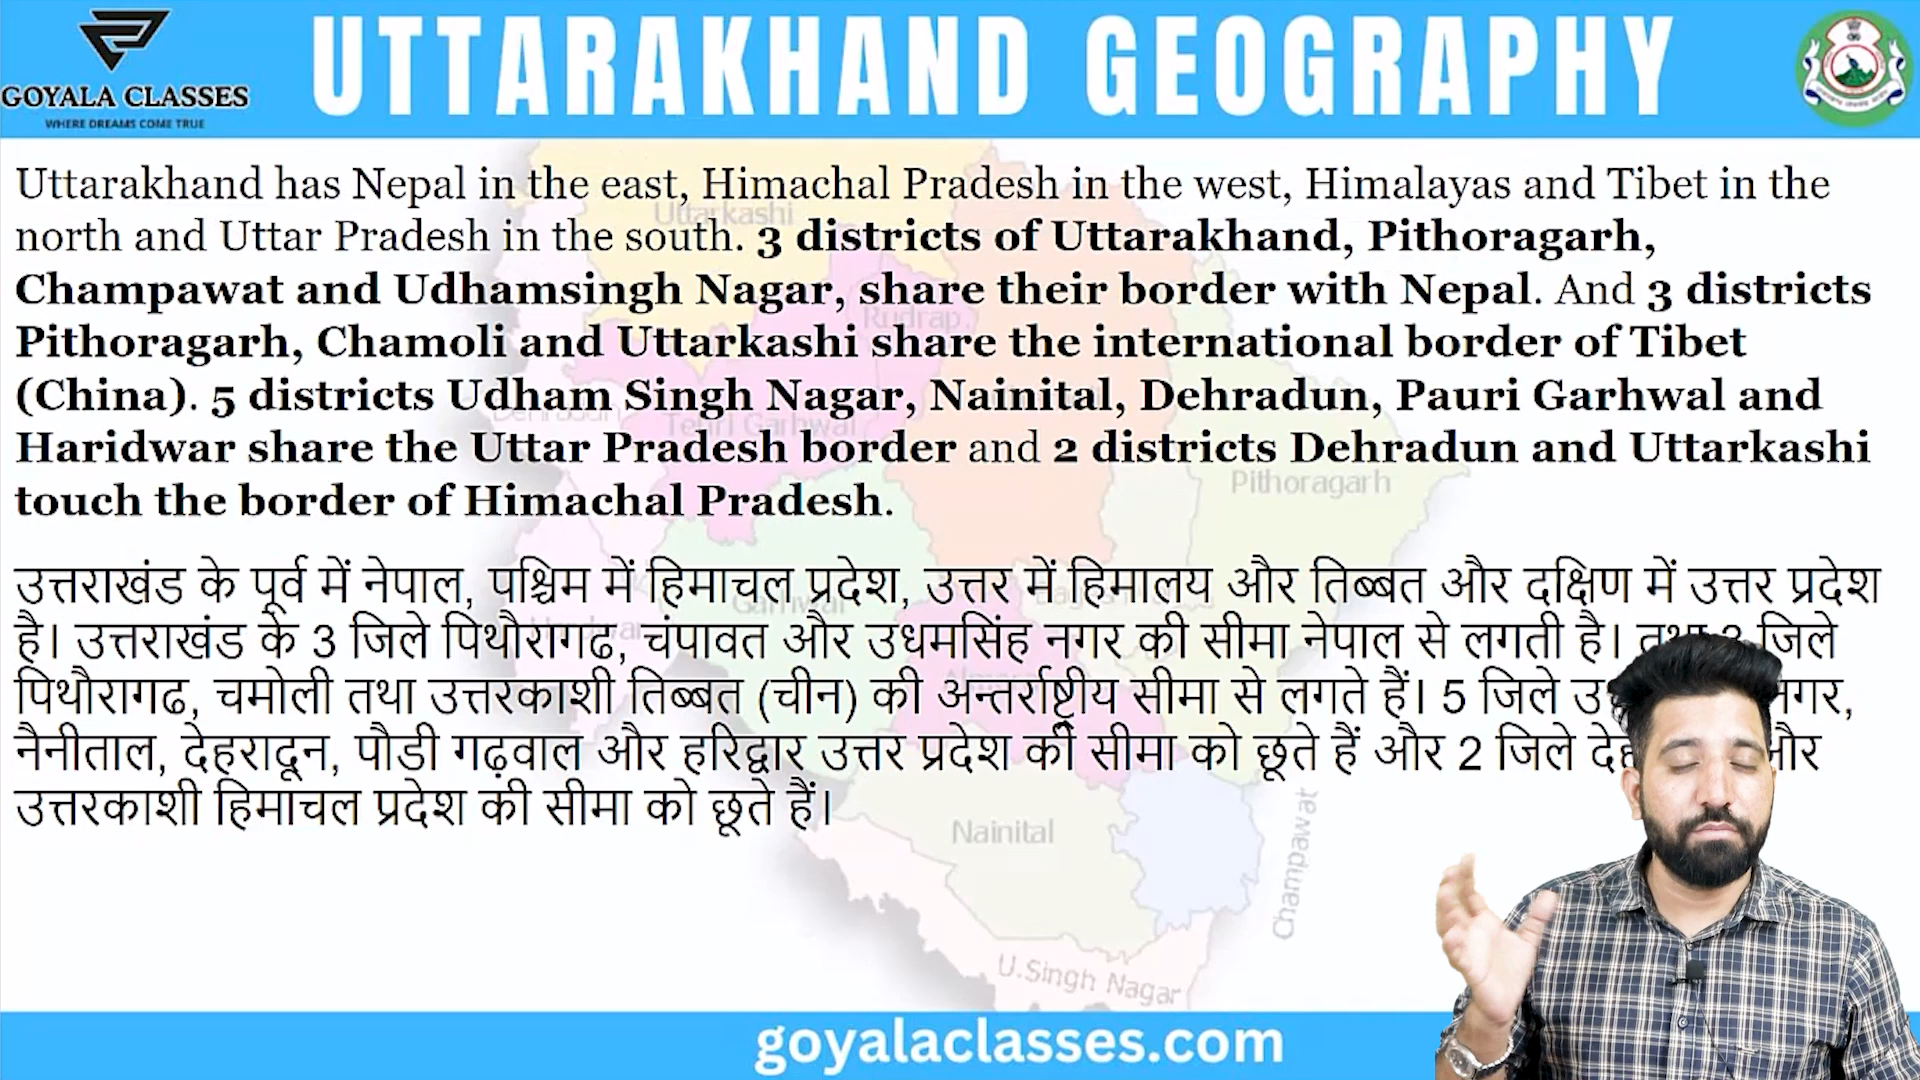 GOYALA CLASSES
WHERE DREAMS COME TRUE
UTTARAKHAND GEOGRAPHY
Uttarakhand has Nepal in the east, Himachal Pradesh in the west, Himalayas and Tibet in the
north and Uttar Pradesh in the south. 3 districts of Uttarakhand, Pithoragarh,
Champawat and Udhamsingh Nagar, share their border with Nepal. And 3 districts
Pithoragarh, Chamoli and Uttarkashi share the international border of Tibet
(China). 5 districts Udham Singh Nagar, Nainital, Dehradun, Pauri Garhwal and
Haridwar share the Uttar Pradesh border and 2 districts Dehradun and Uttarkashi
touch the border of Himachal Pradesh.
उत्तराखंड के पूर्व में नेपाल, पश्चिम में हिमाचल प्रदेश, उत्तर में हिमालय और तिब्बत और दक्षिण में उत्तर प्रदेश
है। उत्तराखंड के 3 जिले पिथौरागढ, चंपावत और उधमसिंह नगर की सीमा नेपाल से लगती है। जिले
पिथौरागढ, चमोली तथा उत्तरकाशी तिब्बत (चीन) की अन्तर्राष्ट्रीय सीमा से लगते हैं। 5 जिले नगर,
नैनीताल, देहरादून, पौडी गढ़वाल और हरिद्वार उत्तर प्रदेश की सीमा को छूते हैं और 2 जिले और
उत्तरकाशी हिमाचल प्रदेश की सीमा को छूते हैं।
Uttarkashi
Rudrap
Dehradun
Tehri Garhwal
Pithoragarh
Garhwal
Nainital
Champawat
U.Singh Nagar
goyalaclasses.com